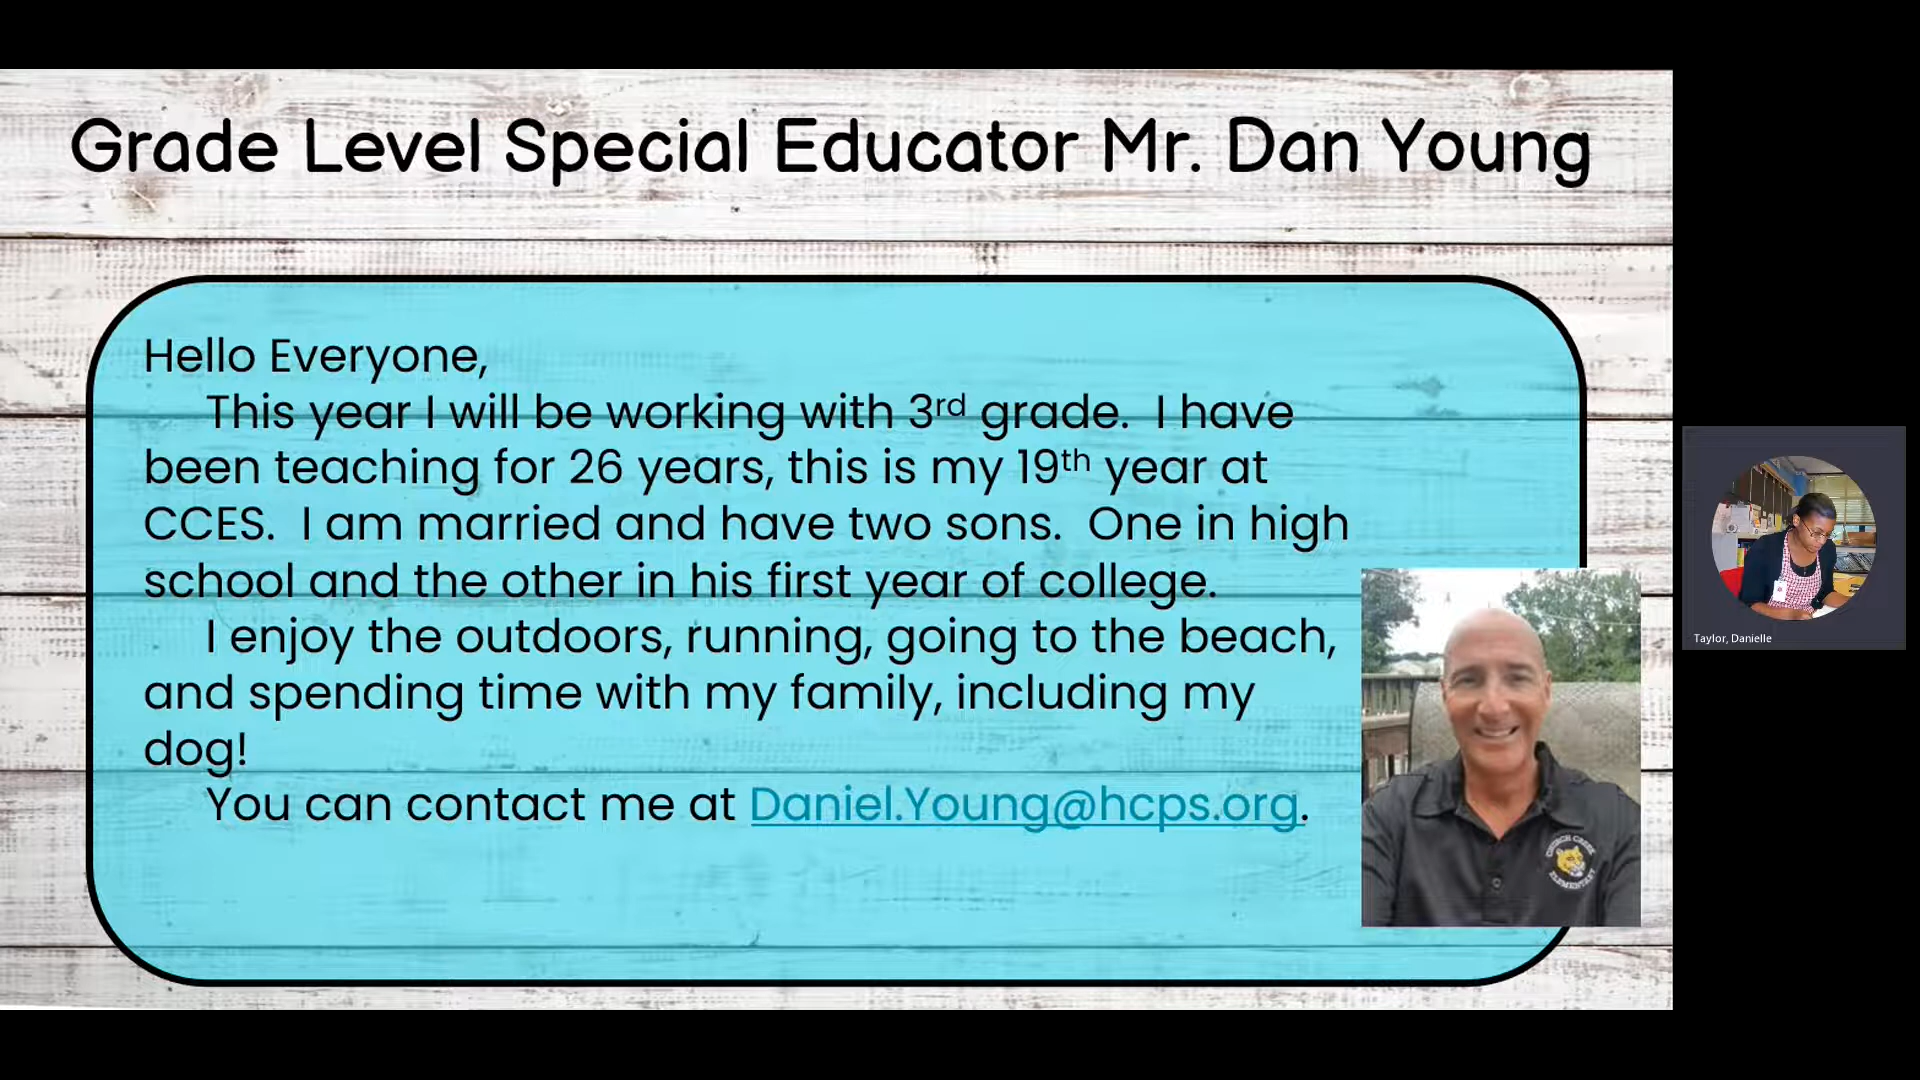 Grade Level Special Educator Mr. Dan Young
Hello Everyone,
This year I will be working with 3rd grade. I have
been teaching for 26 years, this is my 19th year at
CCES. I am married and have two sons. One in high
school and the other in his first year of college.
I enjoy the outdoors, running, going to the beach,
and spending time with my family, including my
dog!
You can contact me at Daniel.Young@hcps.org.
CHURCH CREEK
ELEMENTARY
Taylor, Danielle